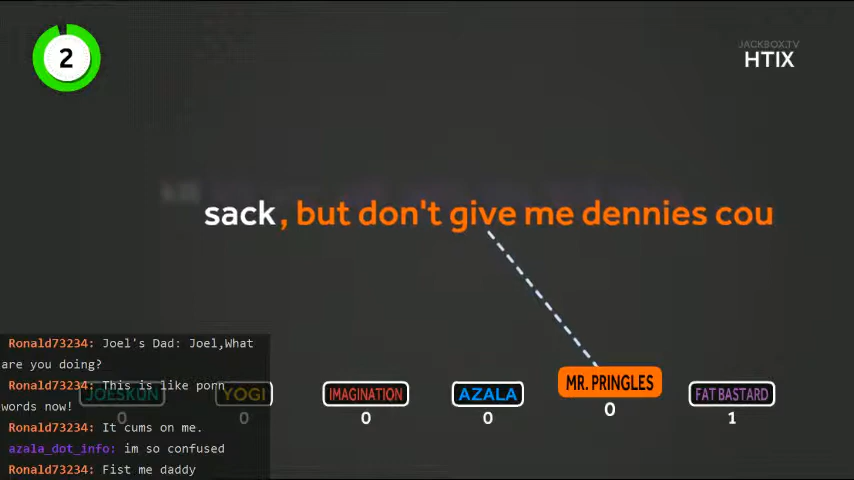 2
JACKBOX.TV
HTIX
sack, but don't give me dennies cou
Ronald73234: Joel's Dad: Joel,What
are you doing?
Ronald73234: This is like porn
words now!
Ronald73234: It cums on me.
azala_dot_info: im so confused
Ronald73234: Fist me daddy
JOESKUN
0
YOGI
0
IMAGINATION
0
AZALA
0
MR. PRINGLES
0
FAT BASTARD
1